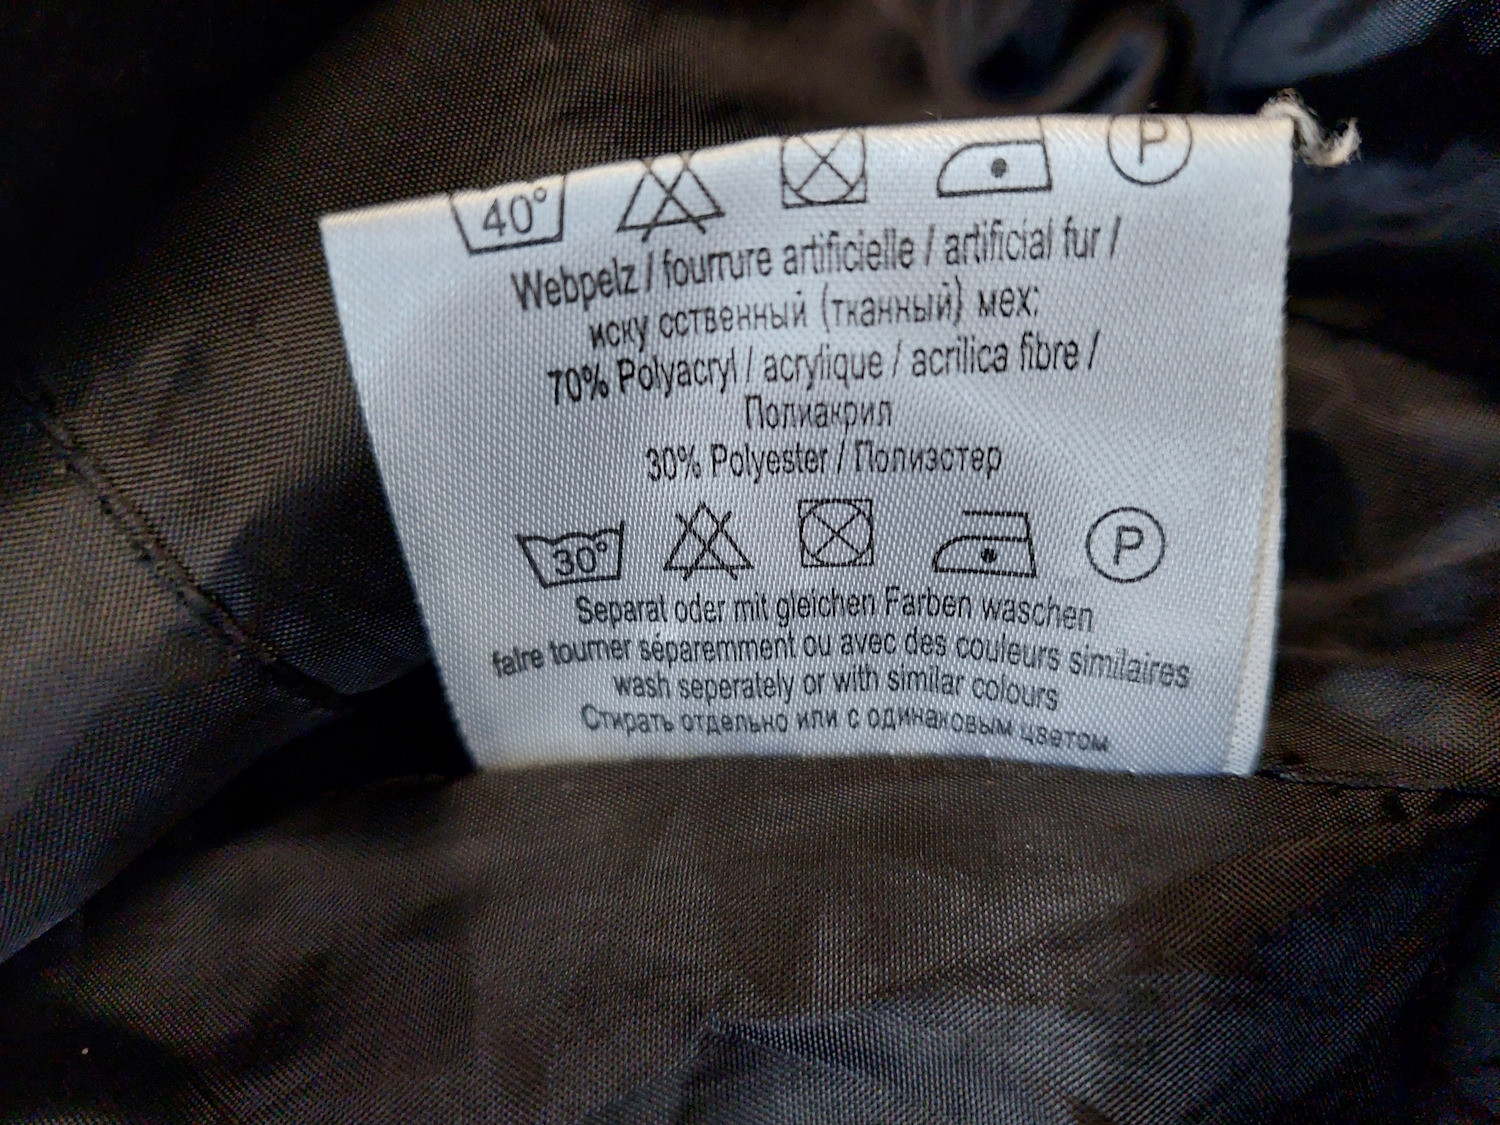 40° P
Webpelz / fourrure artificielle / artificial fur /
иску сственный (тканный) мех:
70% Polyacryl / acrylique / acrilica fibre /
Полиакрил
30% Polyester / Полиэстер
30° P
Separat oder mit gleichen Farben waschen
faire tourner séparemment ou avec des couleurs similaires
wash seperately or with similar colours
Стирать отдельно или с одинаковым цветом